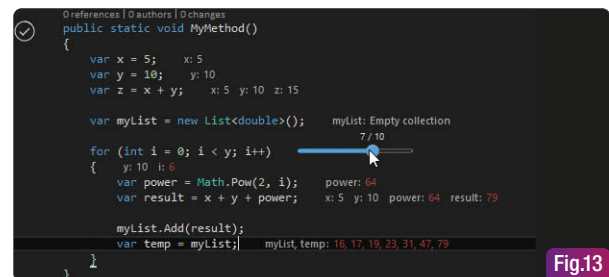 0 references | 0 authors | 0 changes
public static void MyMethod()
{
var x = 5; x: 5
var y = 10; y: 10
var z = x + y; x: 5 y: 10 z: 15
var myList = new List<double>(); myList: Empty collection
7 / 10
for (int i = 0; i < y; i++)
{ y: 10 i: 6
var power = Math.Pow(2, i); power: 64
var result = x + y + power; x: 5 y: 10 power: 64 result: 79
myList.Add(result);
var temp = myList; myList, temp: 16, 17, 19, 23, 31, 47, 79
}
}
Fig.13